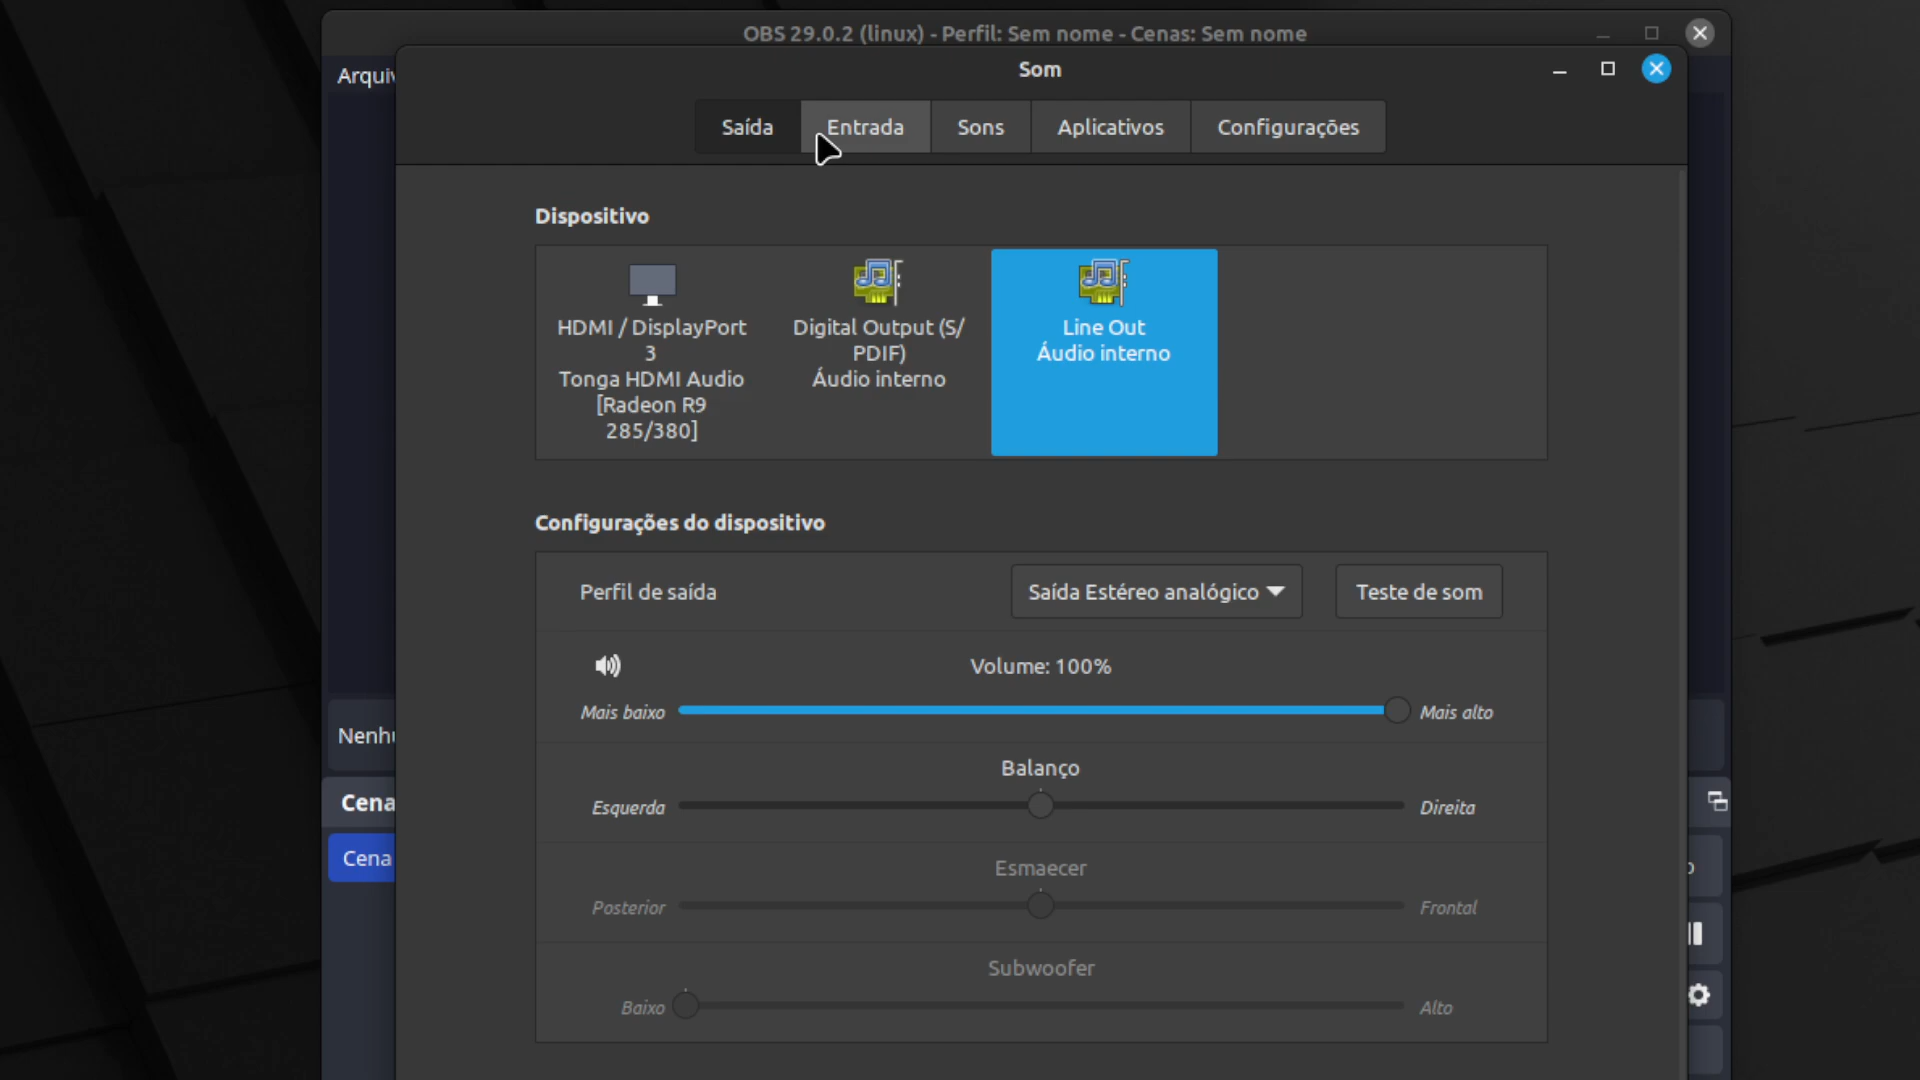 OBS 29.0.2 (linux) - Perfil: Sem nome - Cenas: Sem nome
Arquiv
Som
Saída
Entrada
Sons
Aplicativos
Configurações
Dispositivo
HDMI / DisplayPort
3
Tonga HDMI Audio
[Radeon R9
285/380]
Digital Output (S/
PDIF)
Áudio interno
Line Out
Áudio interno
Configurações do dispositivo
Perfil de saída
Saída Estéreo analógico
Teste de som
Volume: 100%
Mais baixo
Mais alto
Nenhu
Balanço
Cena
Esquerda
Direita
Cena
Esmaecer
Posterior
Frontal
Subwoofer
Baixo
Alto